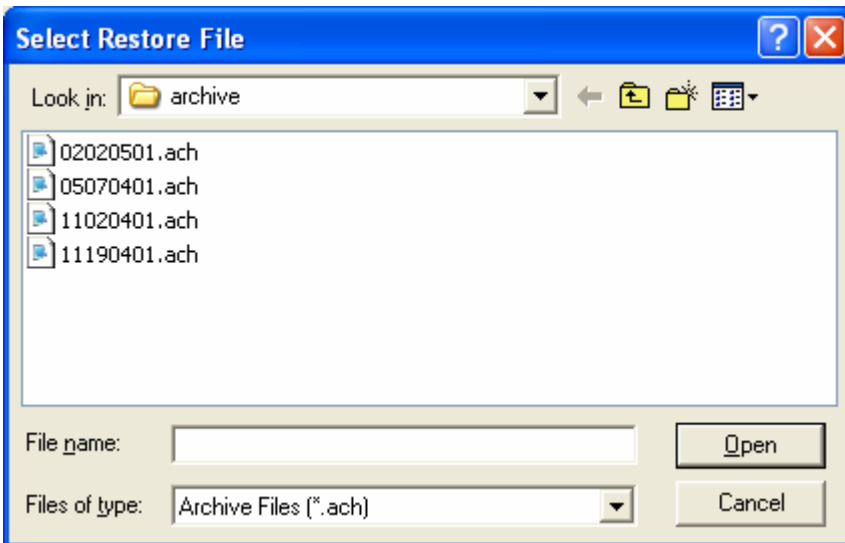 Select Restore File
Look in: archive
02020501.ach
05070401.ach
11020401.ach
11190401.ach
File name: Open
Files of type: Archive Files (*.ach) Cancel